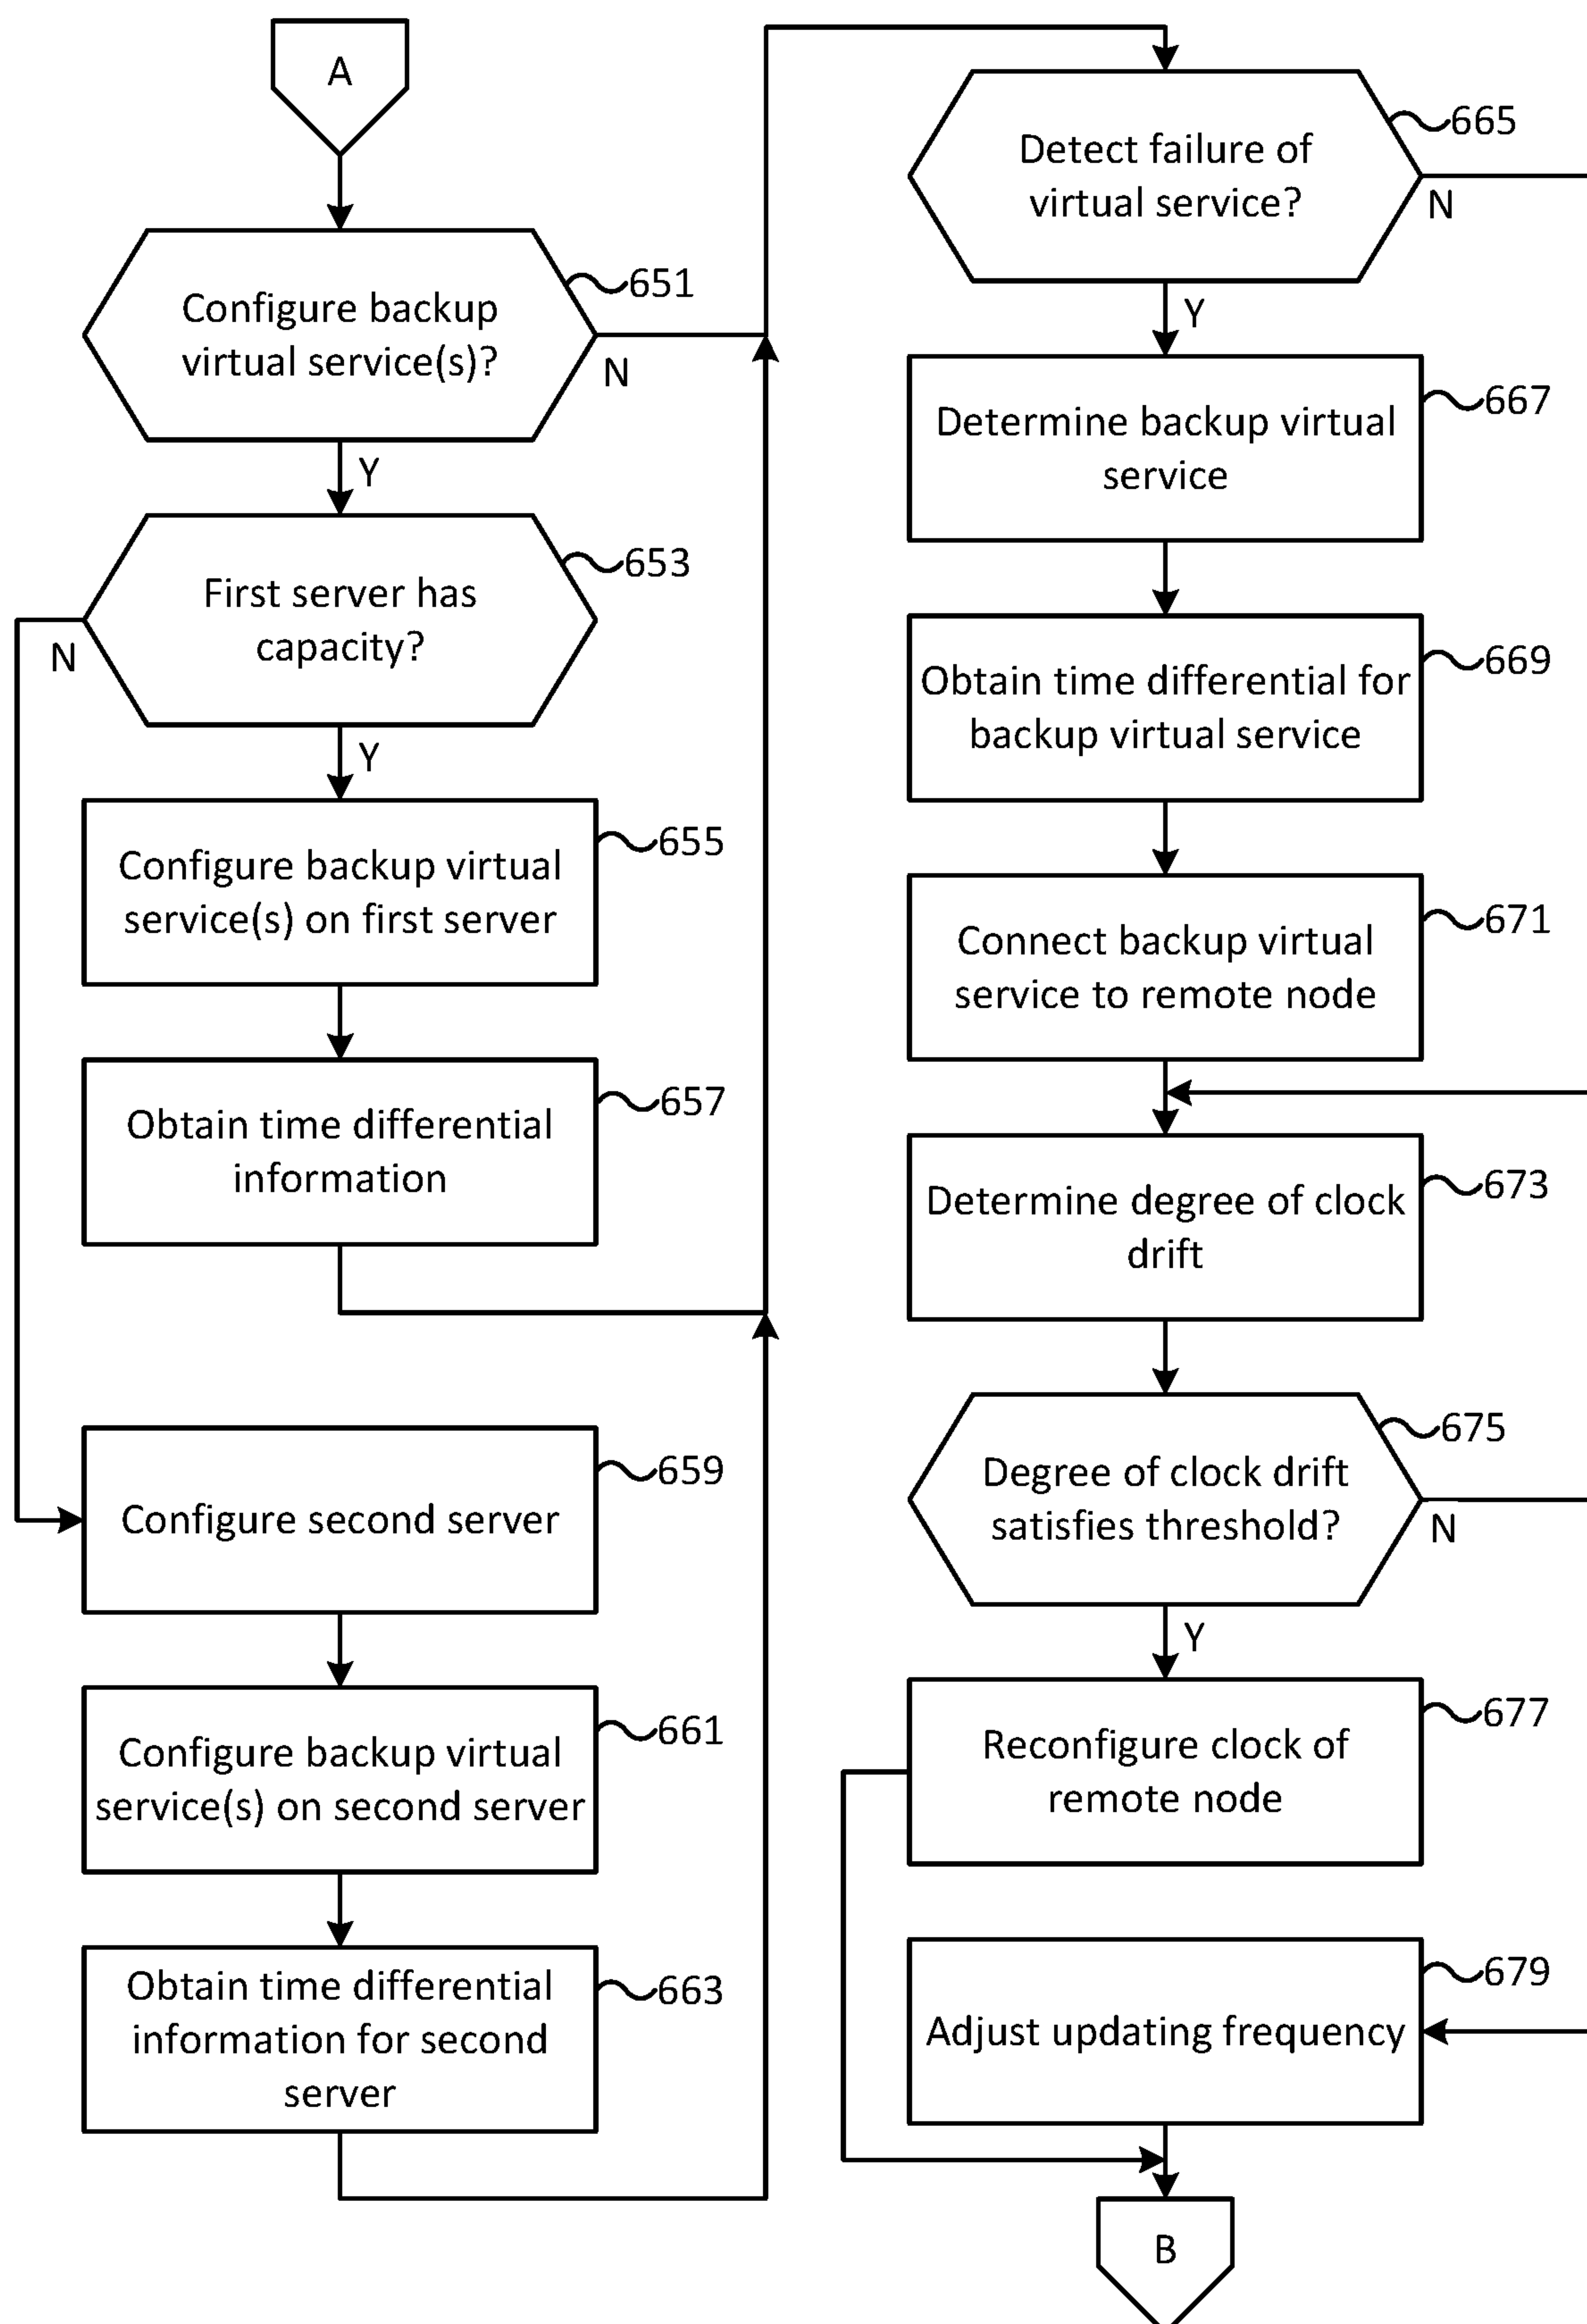 A
Configure backup
virtual service(s)?
651
N
Y
First server has
capacity?
653
N
Y
Configure backup virtual
service(s) on first server
655
Obtain time differential
information
657
Configure second server
659
Configure backup virtual
service(s) on second server
661
Obtain time differential
information for second
server
663
Detect failure of
virtual service?
665
N
Y
Determine backup virtual
service
667
Obtain time differential for
backup virtual service
669
Connect backup virtual
service to remote node
671
Determine degree of clock
drift
673
Degree of clock drift
satisfies threshold?
675
N
Y
Reconfigure clock of
remote node
677
Adjust updating frequency
679
B